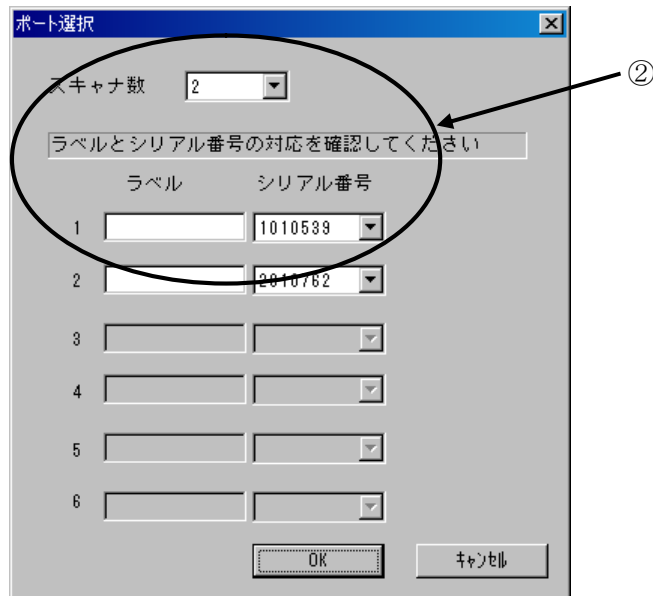 ポート選択
スキャナ数 2
②
ラベルとシリアル番号の対応を確認してください
ラベル シリアル番号
1 1010539
2 2010762
3
4
5
6
OK キャンセル